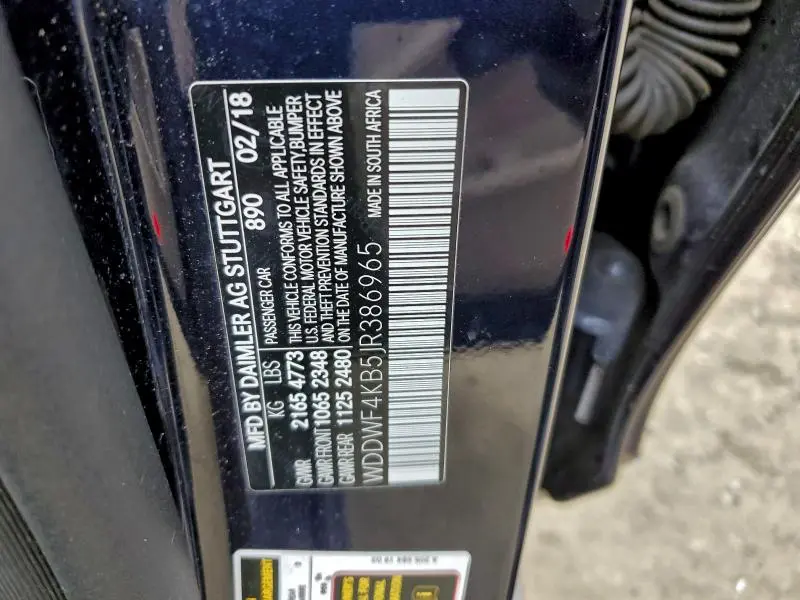 MFD BY DAIMLER AG STUTTGART
890 02/18
KG LBS PASSENGER CAR
GVWR 2165 4773 THIS VEHICLE CONFORMS TO ALL APPLICABLE
U.S. FEDERAL MOTOR VEHICLE SAFETY, BUMPER
GAWR FRONT 1065 2348 AND THEFT PREVENTION STANDARDS IN EFFECT
GAWR REAR 1125 2480 ON THE DATE OF MANUFACTURE SHOWN ABOVE
WDDWF4KB5JR386965 MADE IN SOUTH AFRICA